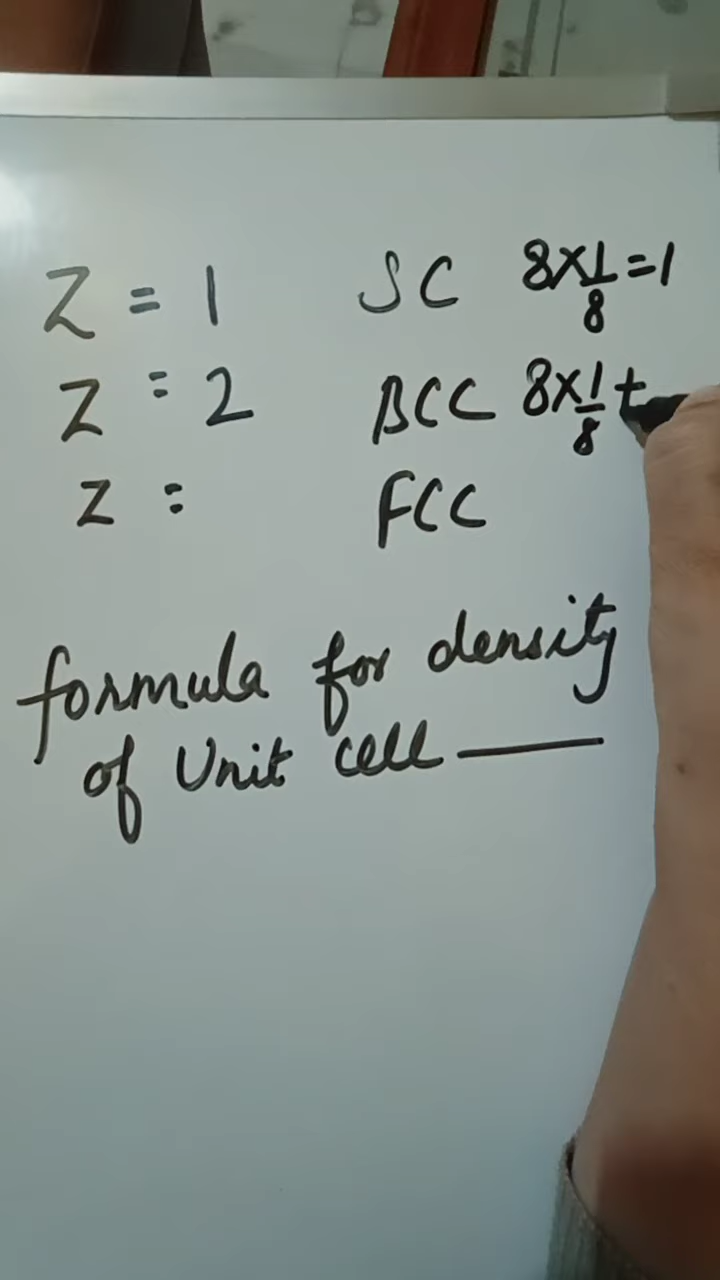 Z = 1 SC 8×1/8=1
Z = 2 BCC 8×1/8+
Z = FCC
formula for density
of Unit cell —